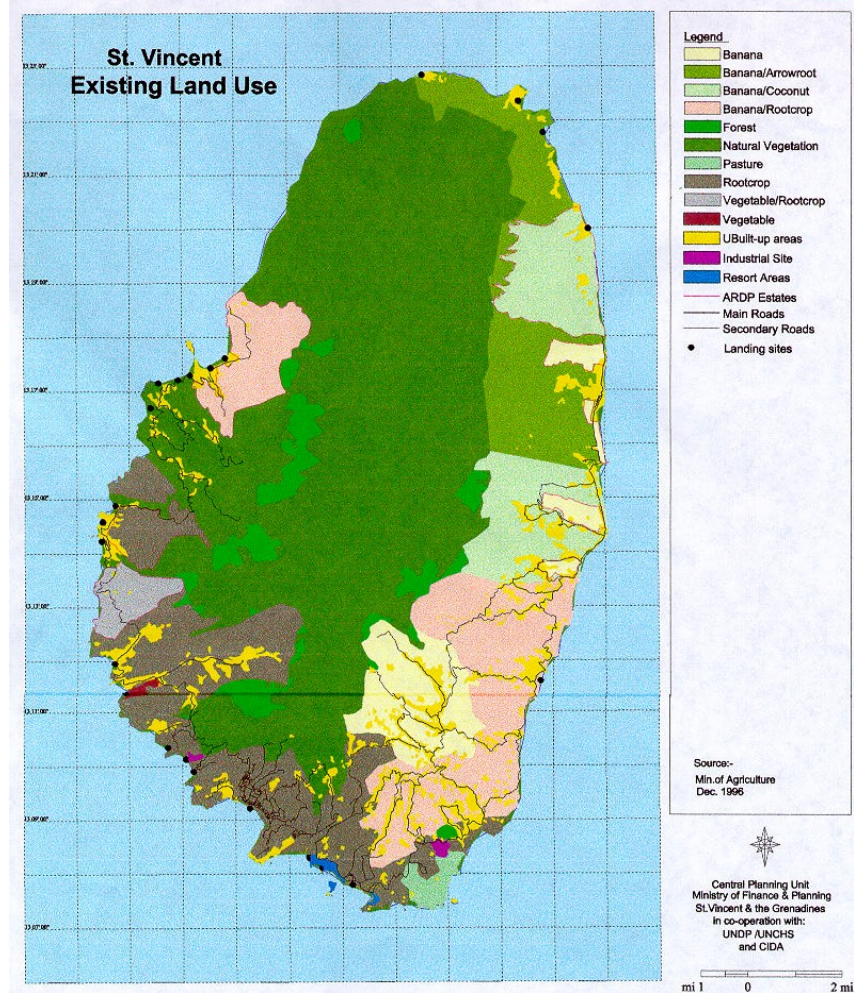 St. Vincent
Existing Land Use
Legend
Banana
Banana/Arrowroot
Banana/Coconut
Banana/Rootcrop
Forest
Natural Vegetation
Pasture
Rootcrop
Vegetable/Rootcrop
Vegetable
UBuilt-up areas
Industrial Site
Resort Areas
ARDP Estates
Main Roads
Secondary Roads
Landing sites
Source:-
Min.of Agriculture
Dec. 1996
Central Planning Unit
Ministry of Finance & Planning
St.Vincent & the Grenadines
in co-operation with:
UNDP /UNCHS
and CIDA
mi 1 0 2 mi